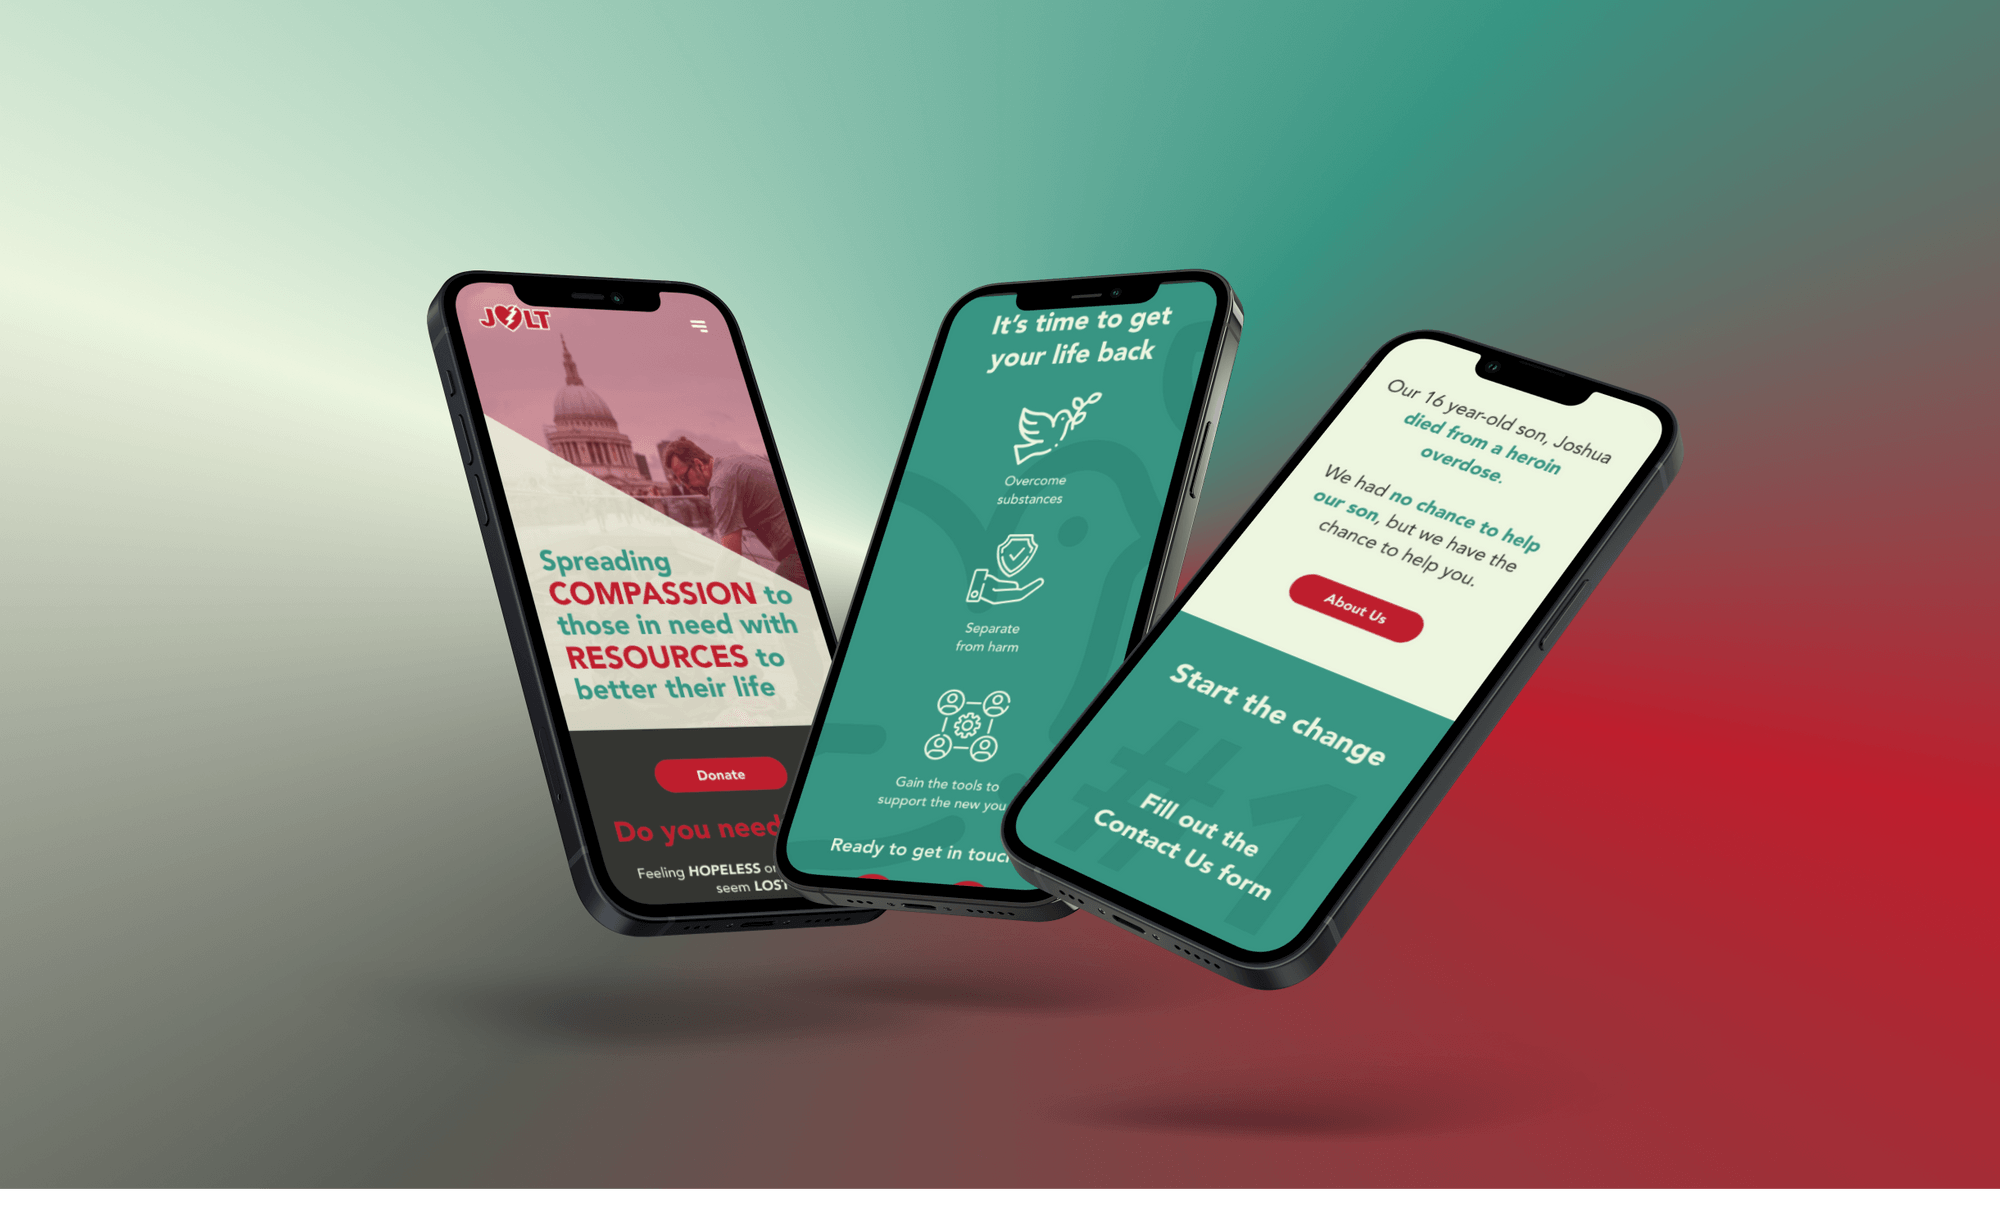 JOLT
Spreading
COMPASSION to
those in need with
RESOURCES to
better their life
Donate
Do you need
Feeling HOPELESS
seem LOST
It's time to get
your life back
Overcome
substances
Separate
from harm
Gain the tools to
support the new you
Ready to get in touch
Our 16 year-old son, Joshua
died from a heroin
overdose.
We had no chance to help
our son, but we have the
chance to help you.
About Us
Start the change
#1
Fill out the
Contact Us form